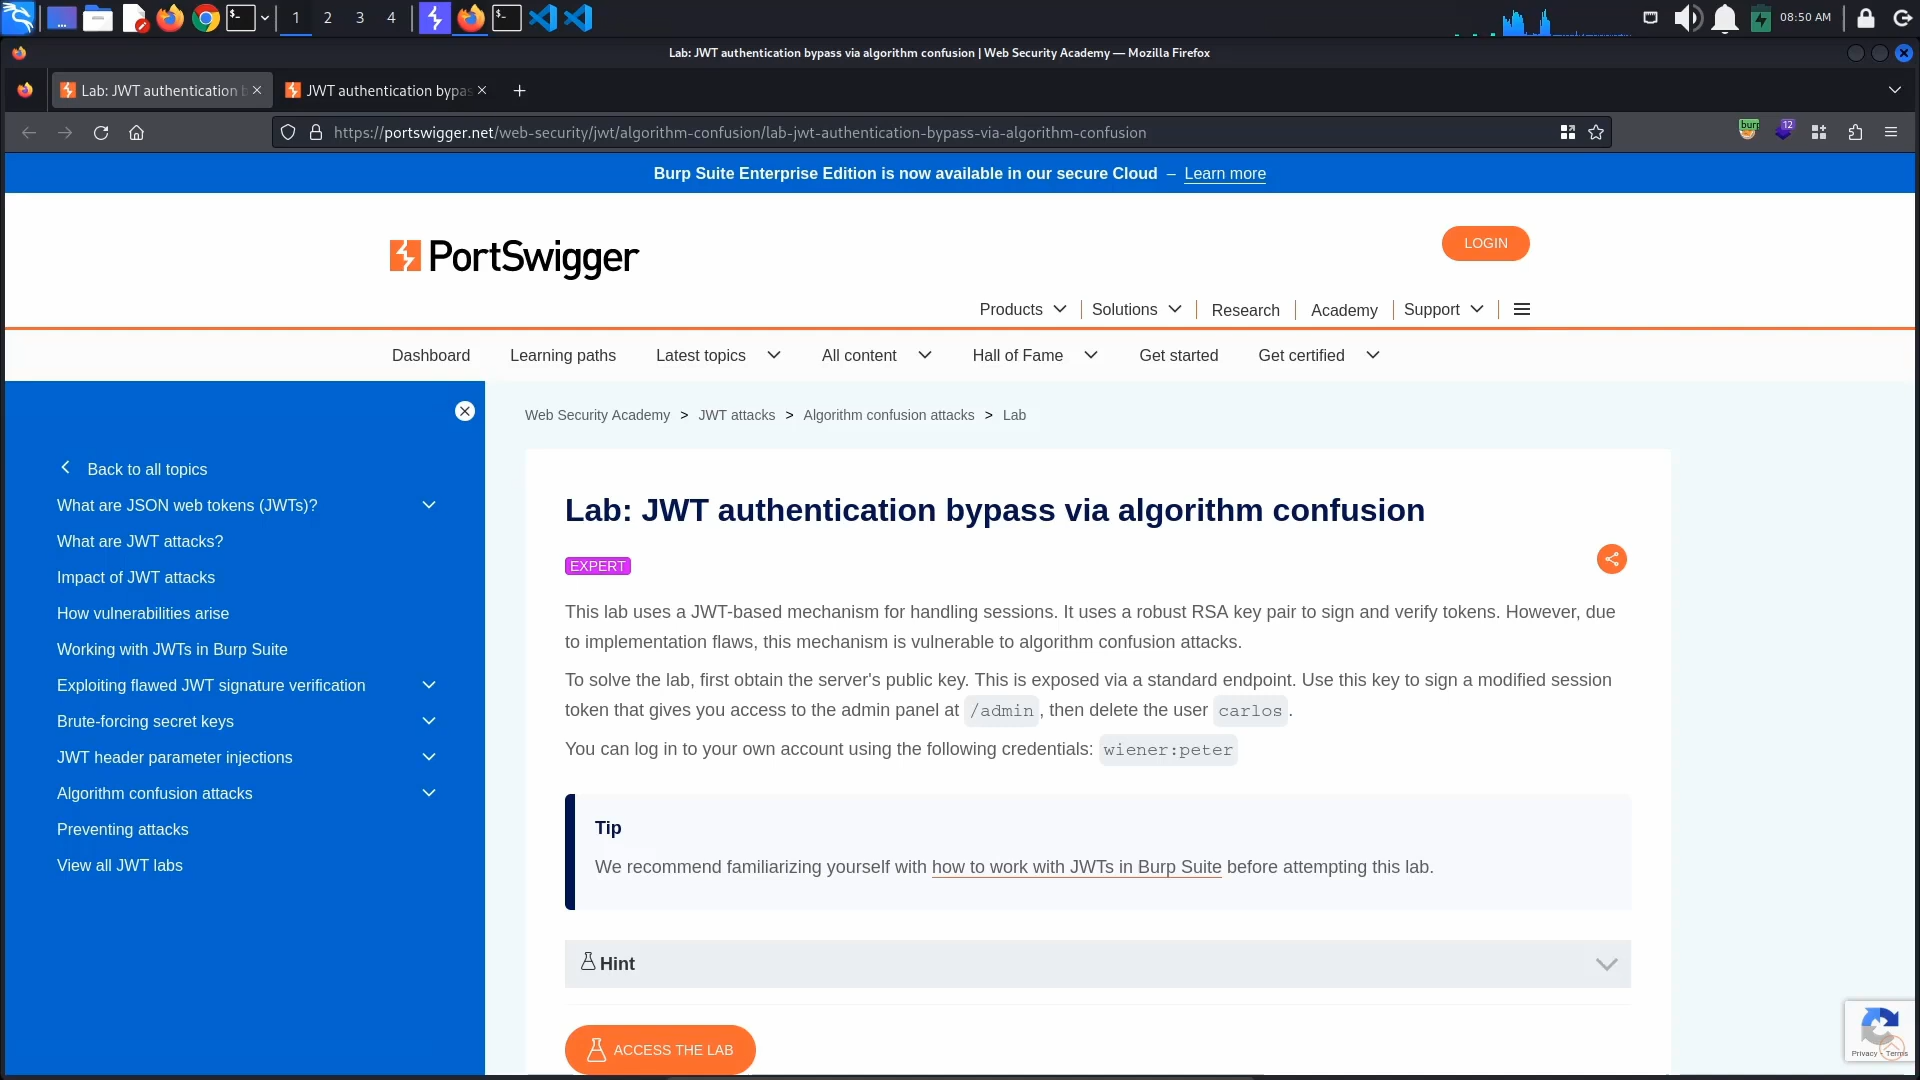 1 2 3 4
08:50 AM
Lab: JWT authentication bypass via algorithm confusion | Web Security Academy — Mozilla Firefox
Lab: JWT authentication b
JWT authentication bypas
https://portswigger.net/web-security/jwt/algorithm-confusion/lab-jwt-authentication-bypass-via-algorithm-confusion
burp
12
Burp Suite Enterprise Edition is now available in our secure Cloud – Learn more
PortSwigger
LOGIN
Products Solutions Research Academy Support
Dashboard Learning paths Latest topics All content Hall of Fame Get started Get certified
Web Security Academy > JWT attacks > Algorithm confusion attacks > Lab
Back to all topics
What are JSON web tokens (JWTs)?
What are JWT attacks?
Impact of JWT attacks
How vulnerabilities arise
Working with JWTs in Burp Suite
Exploiting flawed JWT signature verification
Brute-forcing secret keys
JWT header parameter injections
Algorithm confusion attacks
Preventing attacks
View all JWT labs
Lab: JWT authentication bypass via algorithm confusion
EXPERT
This lab uses a JWT-based mechanism for handling sessions. It uses a robust RSA key pair to sign and verify tokens. However, due
to implementation flaws, this mechanism is vulnerable to algorithm confusion attacks.
To solve the lab, first obtain the server's public key. This is exposed via a standard endpoint. Use this key to sign a modified session
token that gives you access to the admin panel at /admin, then delete the user carlos.
You can log in to your own account using the following credentials: wiener:peter
Tip
We recommend familiarizing yourself with how to work with JWTs in Burp Suite before attempting this lab.
Hint
ACCESS THE LAB
Privacy - Terms